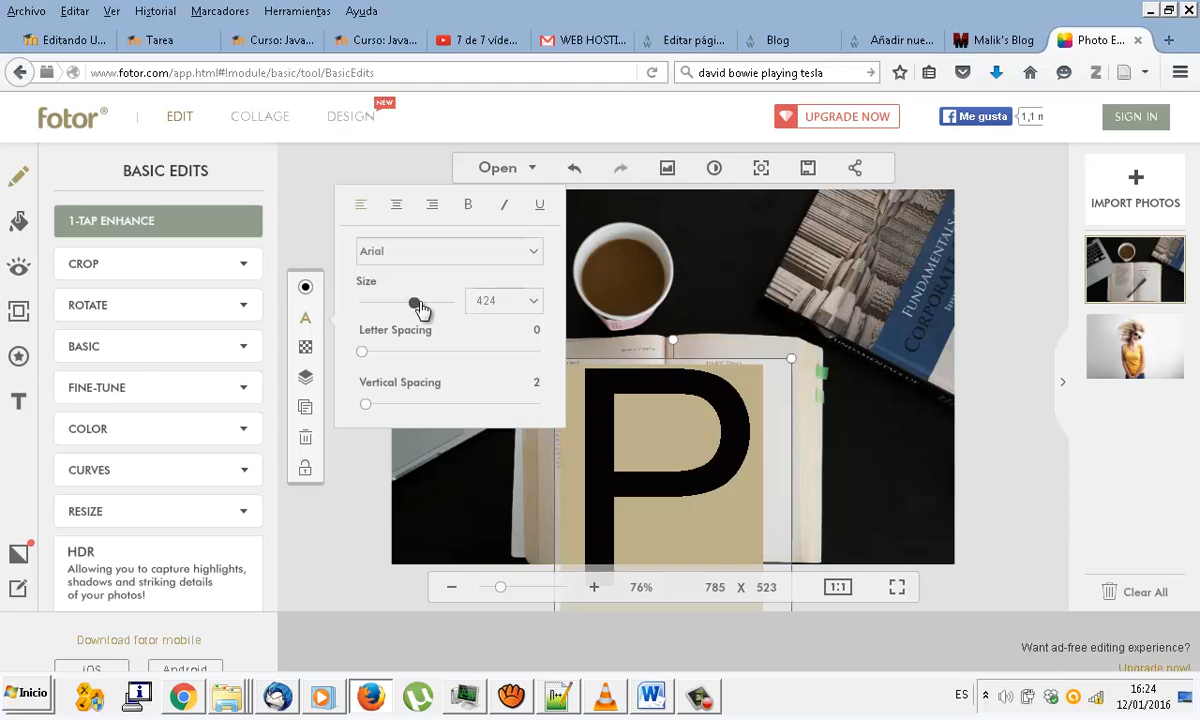 Archivo Editar Ver Historial Marcadores Herramientas Ayuda
Editando U... Tarea Curso: Java... Curso: Java... 7 de 7 víde... WEB HOSTI... Editar pági... Blog Añadir nue... Malik's Blog Photo E...
www.fotor.com/app.html#!module/basic/tool/BasicEdits
david bowie playing tesla
fotor® EDIT COLLAGE DESIGN NEW UPGRADE NOW Me gusta 1,1 m SIGN IN
BASIC EDITS
Open
1-TAP ENHANCE
CROP
ROTATE
BASIC
FINE-TUNE
COLOR
CURVES
RESIZE
HDR
Allowing you to capture highlights,
shadows and striking details
of your photos!
B I U
Arial
Size
424
Letter Spacing 0
Vertical Spacing 2
A
T
FUNDAMENTALS OF
CORPORATE
P
76% 785 X 523 1:1
IMPORT PHOTOS
Clear All
Download fotor mobile
iOS Android
Want ad-free editing experience?
Upgrade now!
Inicio
ES
16:24
12/01/2016